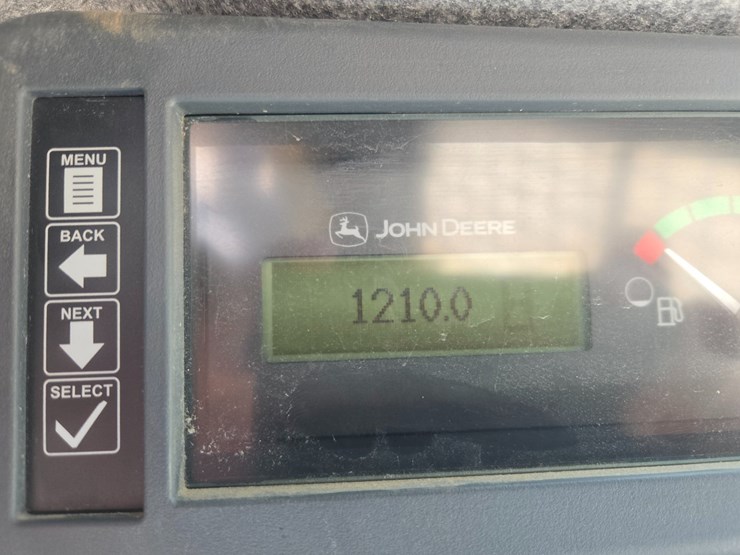 MENU
BACK
NEXT
SELECT
JOHN DEERE
1210.0